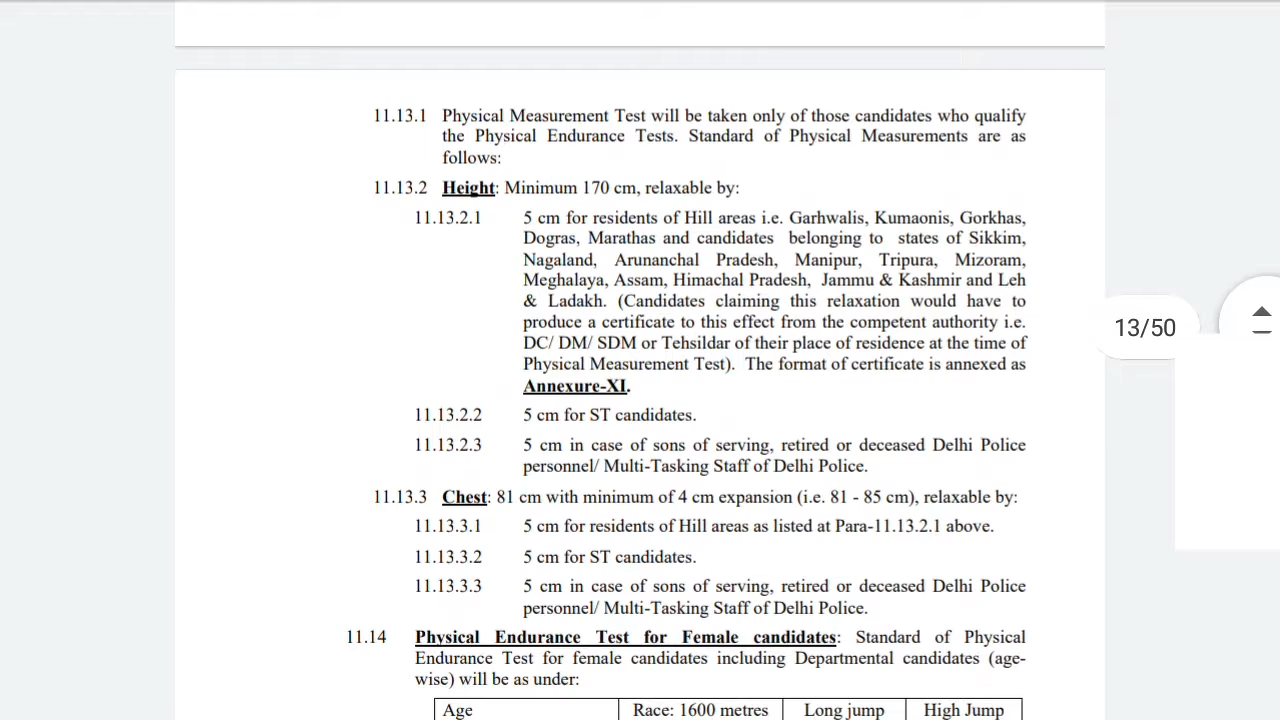 11.13.1 Physical Measurement Test will be taken only of those candidates who qualify
the Physical Endurance Tests. Standard of Physical Measurements are as
follows:
11.13.2 Height: Minimum 170 cm, relaxable by:
11.13.2.1 5 cm for residents of Hill areas i.e. Garhwalis, Kumaonis, Gorkhas,
Dogras, Marathas and candidates belonging to states of Sikkim,
Nagaland, Arunanchal Pradesh, Manipur, Tripura, Mizoram,
Meghalaya, Assam, Himachal Pradesh, Jammu & Kashmir and Leh
& Ladakh. (Candidates claiming this relaxation would have to
produce a certificate to this effect from the competent authority i.e.
DC/ DM/ SDM or Tehsildar of their place of residence at the time of
Physical Measurement Test). The format of certificate is annexed as
Annexure-XI.
11.13.2.2 5 cm for ST candidates.
11.13.2.3 5 cm in case of sons of serving, retired or deceased Delhi Police
personnel/ Multi-Tasking Staff of Delhi Police.
11.13.3 Chest: 81 cm with minimum of 4 cm expansion (i.e. 81 - 85 cm), relaxable by:
11.13.3.1 5 cm for residents of Hill areas as listed at Para-11.13.2.1 above.
11.13.3.2 5 cm for ST candidates.
11.13.3.3 5 cm in case of sons of serving, retired or deceased Delhi Police
personnel/ Multi-Tasking Staff of Delhi Police.
11.14 Physical Endurance Test for Female candidates: Standard of Physical
Endurance Test for female candidates including Departmental candidates (age-
wise) will be as under:
Age Race: 1600 metres Long jump High Jump
13/50